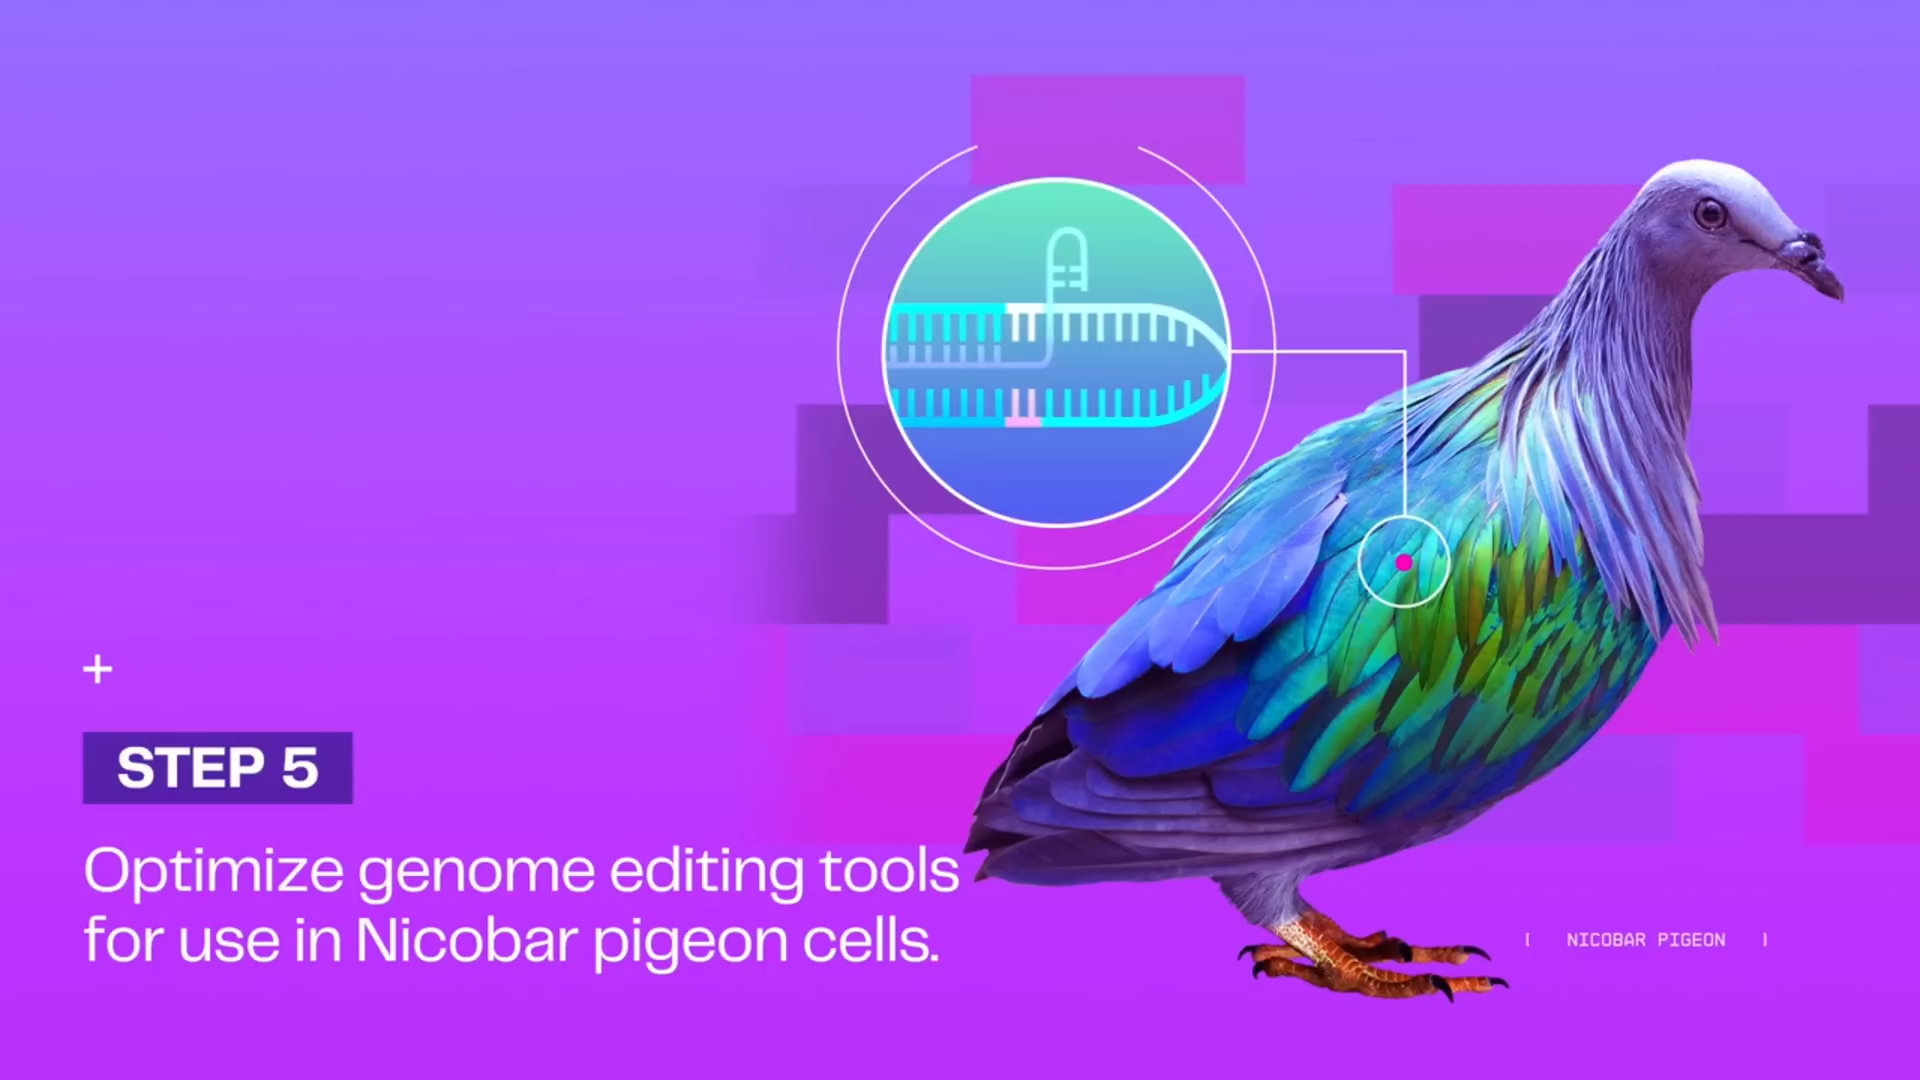 STEP 5
Optimize genome editing tools
for use in Nicobar pigeon cells.
[ NICOBAR PIGEON ]